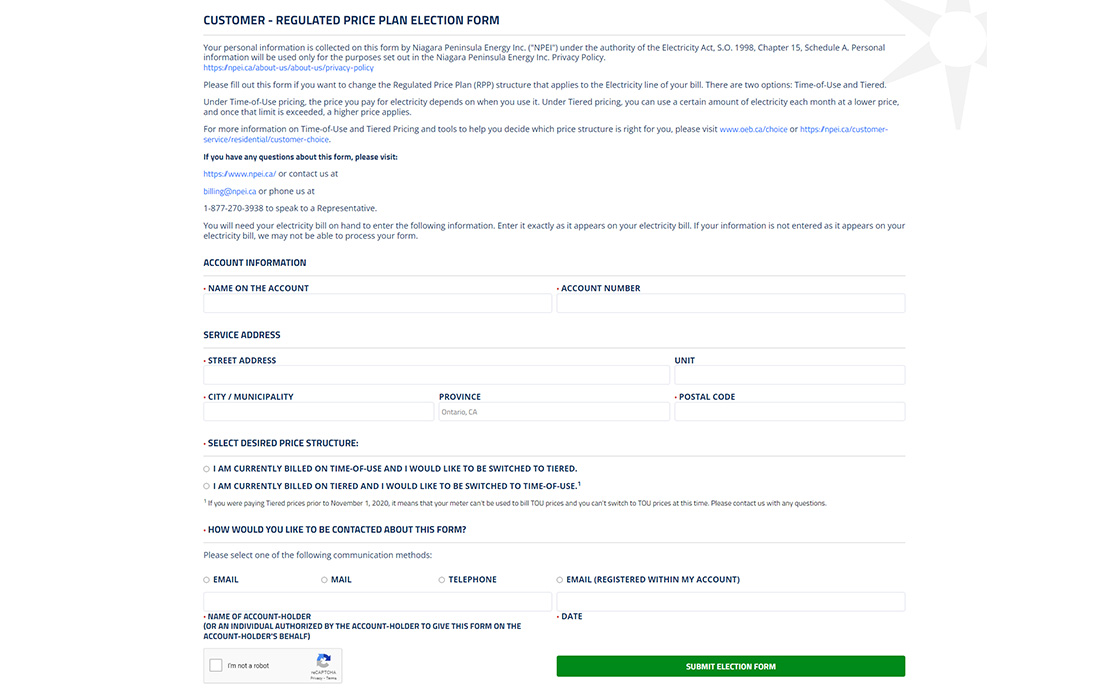 CUSTOMER - REGULATED PRICE PLAN ELECTION FORM
Your personal information is collected on this form by Niagara Peninsula Energy Inc. ("NPEI") under the authority of the Electricity Act, S.O. 1998, Chapter 15, Schedule A. Personal
information will be used only for the purposes set out in the Niagara Peninsula Energy Inc. Privacy Policy.
https://npei.ca/about-us/about-us/privacy-policy
Please fill out this form if you want to change the Regulated Price Plan (RPP) structure that applies to the Electricity line of your bill. There are two options: Time-of-Use and Tiered.
Under Time-of-Use pricing, the price you pay for electricity depends on when you use it. Under Tiered pricing, you can use a certain amount of electricity each month at a lower price,
and once that limit is exceeded, a higher price applies.
For more information on Time-of-Use and Tiered Pricing and tools to help you decide which price structure is right for you, please visit www.oeb.ca/choice or https://npei.ca/customer-
service/residential/customer-choice.
If you have any questions about this form, please visit:
https://www.npei.ca/ or contact us at
billing@npei.ca or phone us at
1-877-270-3938 to speak to a Representative.
You will need your electricity bill on hand to enter the following information. Enter it exactly as it appears on your electricity bill. If your information is not entered as it appears on your
electricity bill, we may not be able to process your form.
ACCOUNT INFORMATION
• NAME ON THE ACCOUNT • ACCOUNT NUMBER
SERVICE ADDRESS
• STREET ADDRESS UNIT
• CITY / MUNICIPALITY PROVINCE • POSTAL CODE
Ontario, CA
• SELECT DESIRED PRICE STRUCTURE:
I AM CURRENTLY BILLED ON TIME-OF-USE AND I WOULD LIKE TO BE SWITCHED TO TIERED.
I AM CURRENTLY BILLED ON TIERED AND I WOULD LIKE TO BE SWITCHED TO TIME-OF-USE.¹
¹ If you were paying Tiered prices prior to November 1, 2020, it means that your meter can't be used to bill TOU prices and you can't switch to TOU prices at this time. Please contact us with any questions.
• HOW WOULD YOU LIKE TO BE CONTACTED ABOUT THIS FORM?
Please select one of the following communication methods:
EMAIL MAIL TELEPHONE EMAIL (REGISTERED WITHIN MY ACCOUNT)
• NAME OF ACCOUNT-HOLDER • DATE
(OR AN INDIVIDUAL AUTHORIZED BY THE ACCOUNT-HOLDER TO GIVE THIS FORM ON THE
ACCOUNT-HOLDER'S BEHALF)
I'm not a robot
reCAPTCHA
Privacy - Terms
SUBMIT ELECTION FORM